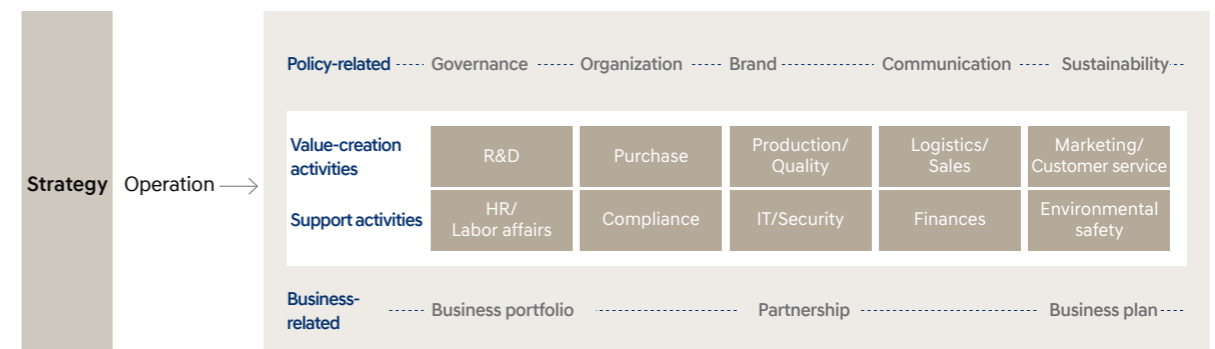 Policy-related Governance Organization Brand Communication Sustainability
Value-creation
activities
R&D
Purchase
Production/
Quality
Logistics/
Sales
Marketing/
Customer service
Strategy
Operation
Support activities
HR/
Labor affairs
Compliance
IT/Security
Finances
Environmental
safety
Business-
related
Business portfolio
Partnership
Business plan